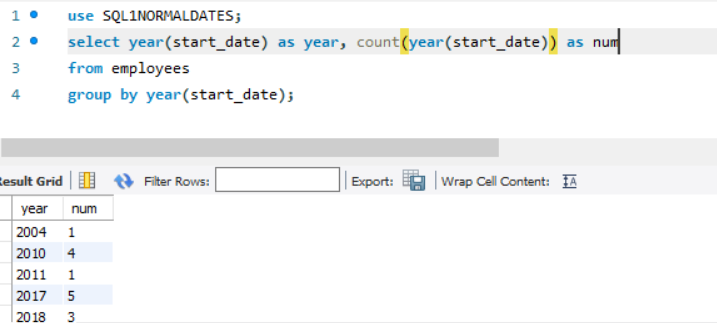 1 use SQL1NORMALDATES;
2 select year(start_date) as year, count(year(start_date)) as num
3 from employees
4 group by year(start_date);
Result Grid Filter Rows: Export: Wrap Cell Content: IA
year num
2004 1
2010 4
2011 1
2017 5
2018 3